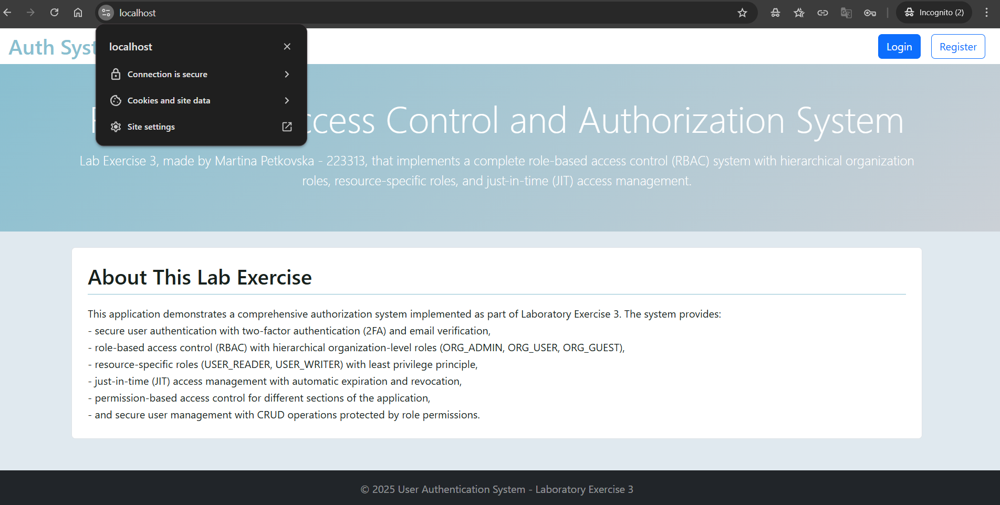 localhost
Incognito (2)
Auth Syst
Login
Register
localhost
Connection is secure
Cookies and site data
Site settings
ccess Control and Authorization System
Lab Exercise 3, made by Martina Petkovska - 223313, that implements a complete role-based access control (RBAC) system with hierarchical organization
roles, resource-specific roles, and just-in-time (JIT) access management.
About This Lab Exercise
This application demonstrates a comprehensive authorization system implemented as part of Laboratory Exercise 3. The system provides:
- secure user authentication with two-factor authentication (2FA) and email verification,
- role-based access control (RBAC) with hierarchical organization-level roles (ORG_ADMIN, ORG_USER, ORG_GUEST),
- resource-specific roles (USER_READER, USER_WRITER) with least privilege principle,
- just-in-time (JIT) access management with automatic expiration and revocation,
- permission-based access control for different sections of the application,
- and secure user management with CRUD operations protected by role permissions.
© 2025 User Authentication System - Laboratory Exercise 3